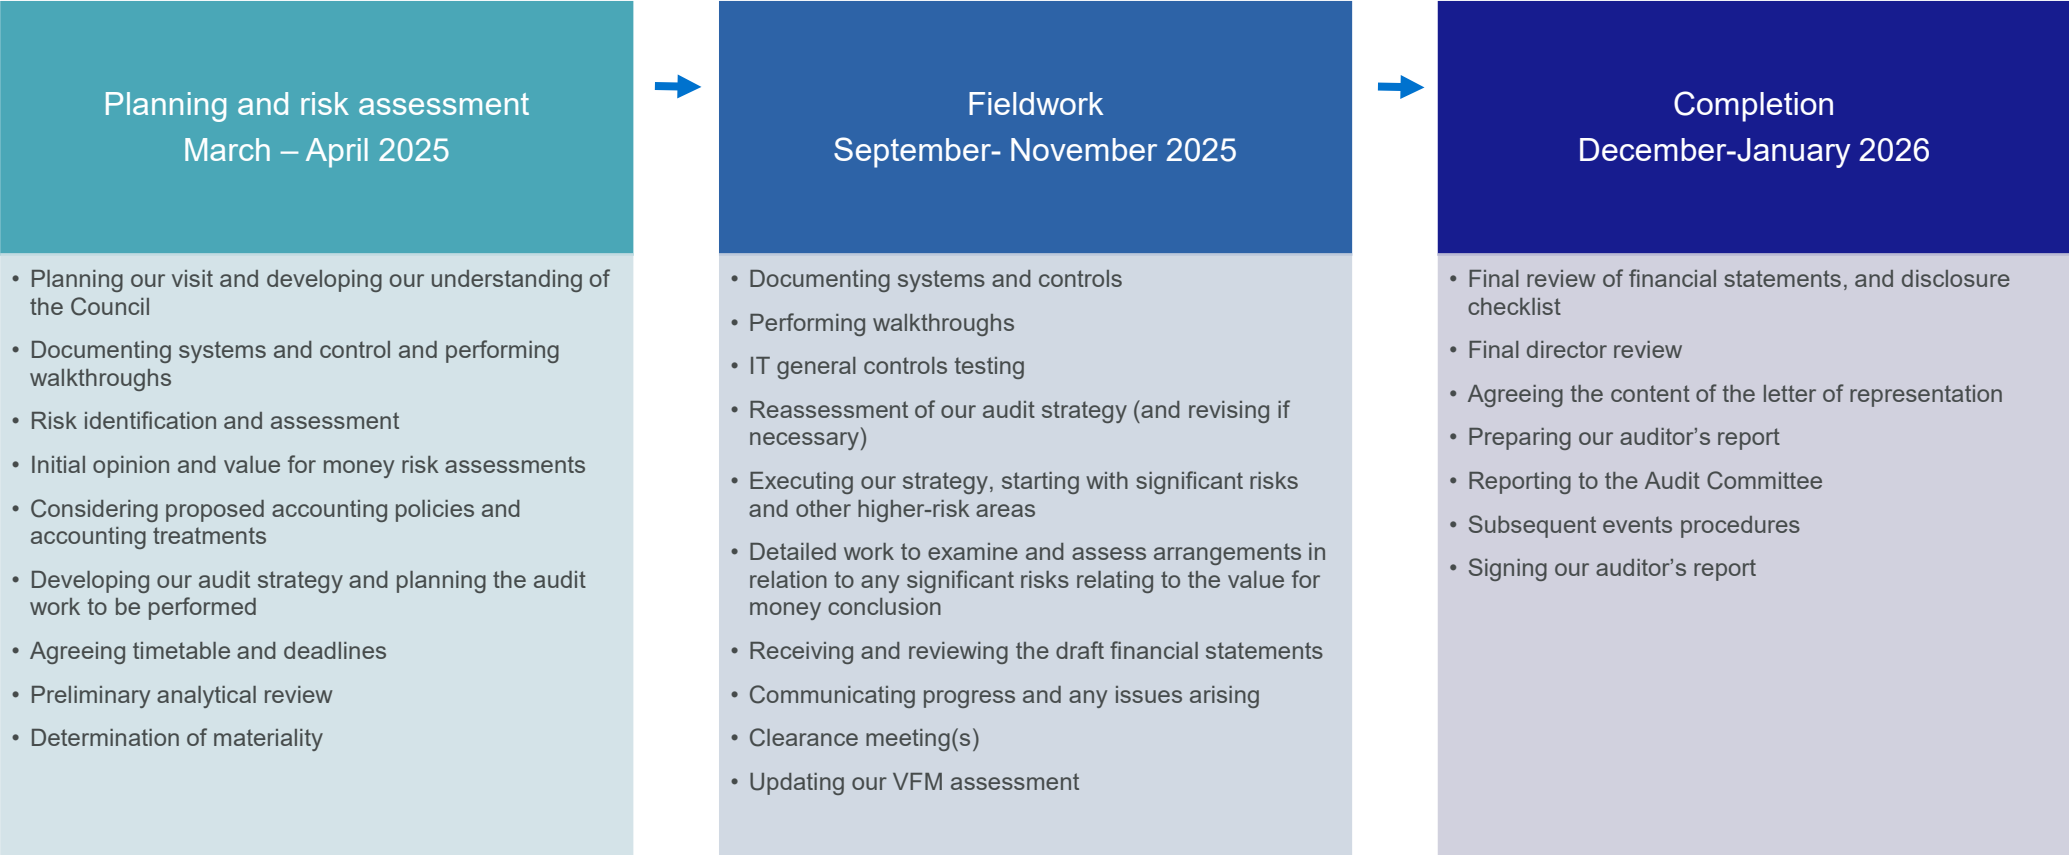 Planning and risk assessment
March – April 2025
• Planning our visit and developing our understanding of
the Council
• Documenting systems and control and performing
walkthroughs
• Risk identification and assessment
• Initial opinion and value for money risk assessments
• Considering proposed accounting policies and
accounting treatments
• Developing our audit strategy and planning the audit
work to be performed
• Agreeing timetable and deadlines
• Preliminary analytical review
• Determination of materiality
Fieldwork
September- November 2025
• Documenting systems and controls
• Performing walkthroughs
• IT general controls testing
• Reassessment of our audit strategy (and revising if
necessary)
• Executing our strategy, starting with significant risks
and other higher-risk areas
• Detailed work to examine and assess arrangements in
relation to any significant risks relating to the value for
money conclusion
• Receiving and reviewing the draft financial statements
• Communicating progress and any issues arising
• Clearance meeting(s)
• Updating our VFM assessment
Completion
December-January 2026
• Final review of financial statements, and disclosure
checklist
• Final director review
• Agreeing the content of the letter of representation
• Preparing our auditor’s report
• Reporting to the Audit Committee
• Subsequent events procedures
• Signing our auditor’s report